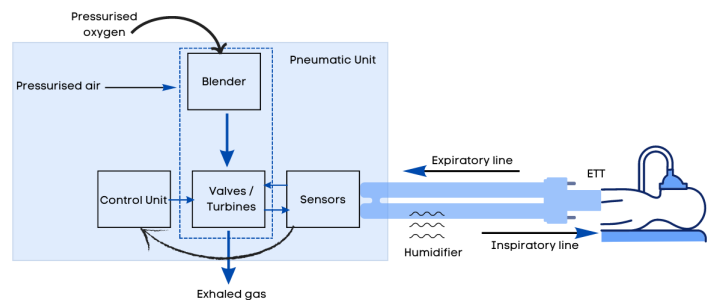 Pressurised
oxygen
Pneumatic Unit
Blender
Pressurised air
Expiratory line
ETT
Control Unit
Valves /
Turbines
Sensors
Humidifier
Inspiratory line
Exhaled gas